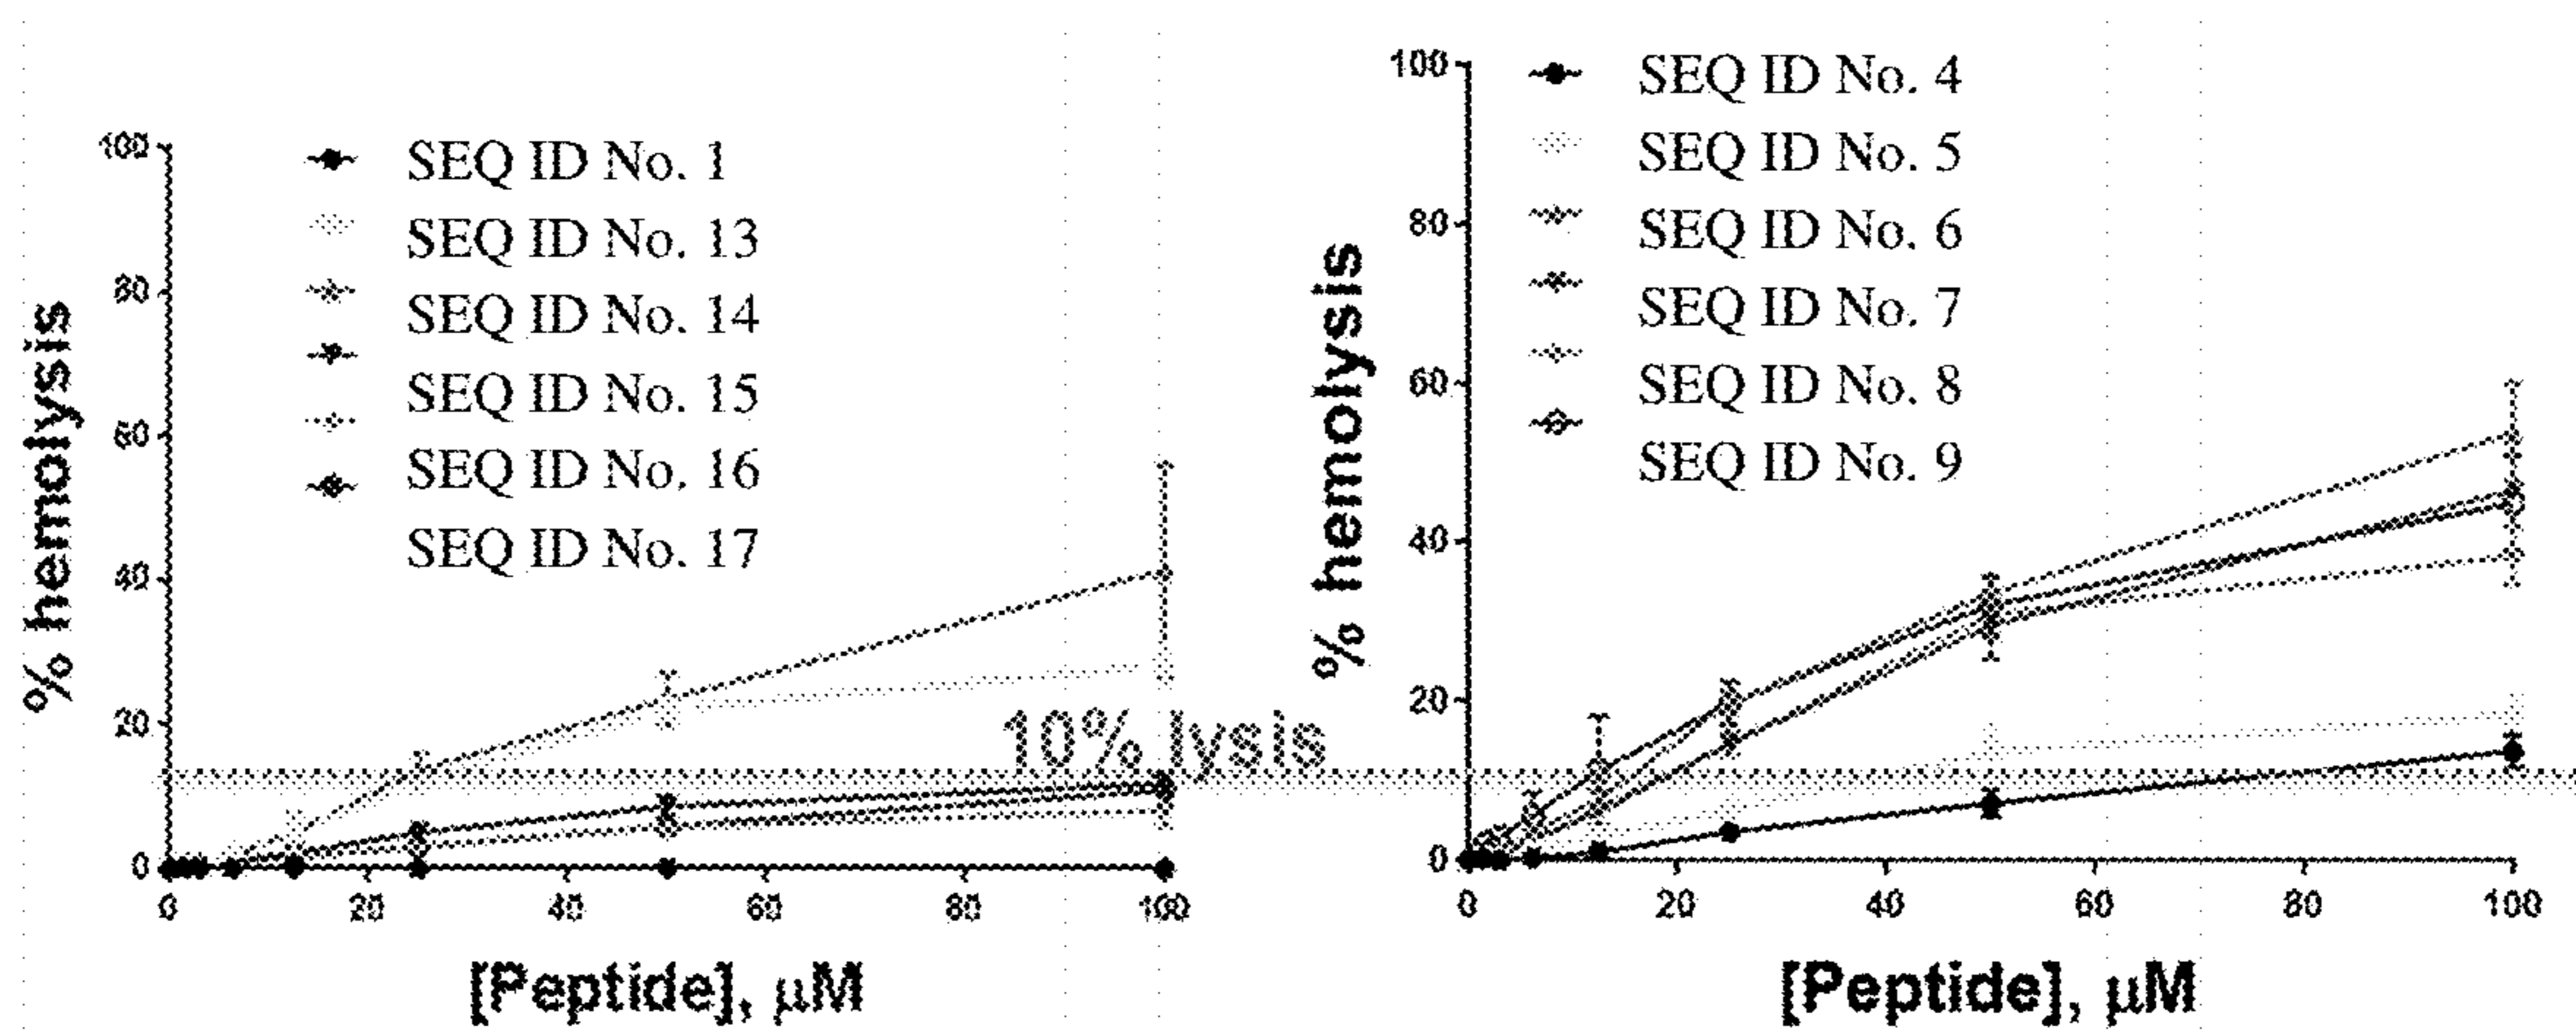 % hemolysis
100
80
60
40
20
0
SEQ ID No. 1
SEQ ID No. 13
SEQ ID No. 14
SEQ ID No. 15
SEQ ID No. 16
SEQ ID No. 17
0 20 40 60 80 100
[Peptide], µM
10% lysis
% hemolysis
100
80
60
40
20
0
SEQ ID No. 4
SEQ ID No. 5
SEQ ID No. 6
SEQ ID No. 7
SEQ ID No. 8
SEQ ID No. 9
0 20 40 60 80 100
[Peptide], µM